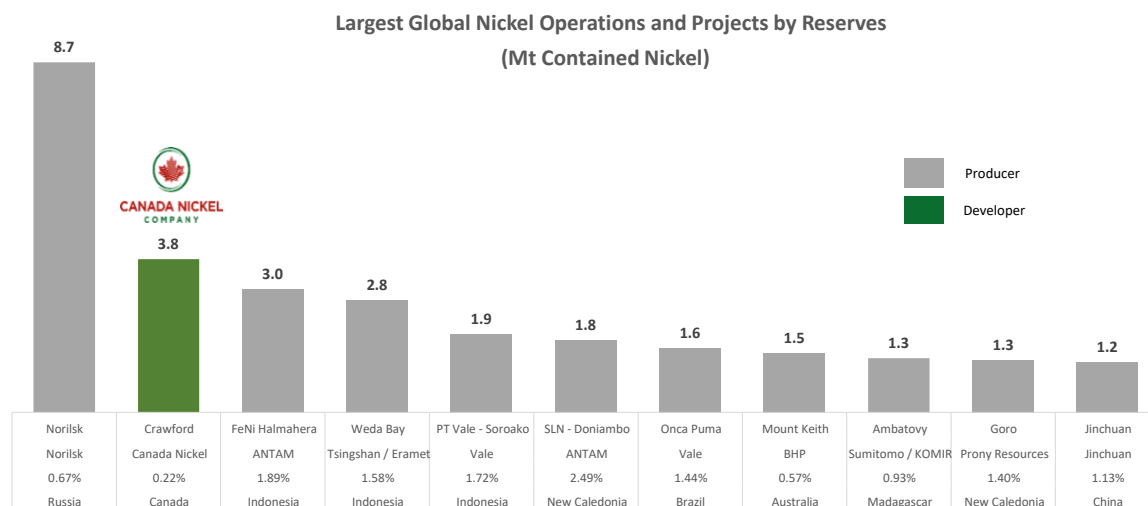 Largest Global Nickel Operations and Projects by Reserves
(Mt Contained Nickel)
8.7
CANADA NICKEL
COMPANY
Producer
Developer
3.8
3.0
2.8
1.9
1.8
1.6
1.5
1.3
1.3
1.2
Norilsk Crawford FeNi Halmahera Weda Bay PT Vale - Soroako SLN - Doniambo Onca Puma Mount Keith Ambatovy Goro Jinchuan
Norilsk Canada Nickel ANTAM Tsingshan / Eramet Vale ANTAM Vale BHP Sumitomo / KOMIR Prony Resources Jinchuan
0.67% 0.22% 1.89% 1.58% 1.72% 2.49% 1.44% 0.57% 0.93% 1.40% 1.13%
Russia Canada Indonesia Indonesia Indonesia New Caledonia Brazil Australia Madagascar New Caledonia China